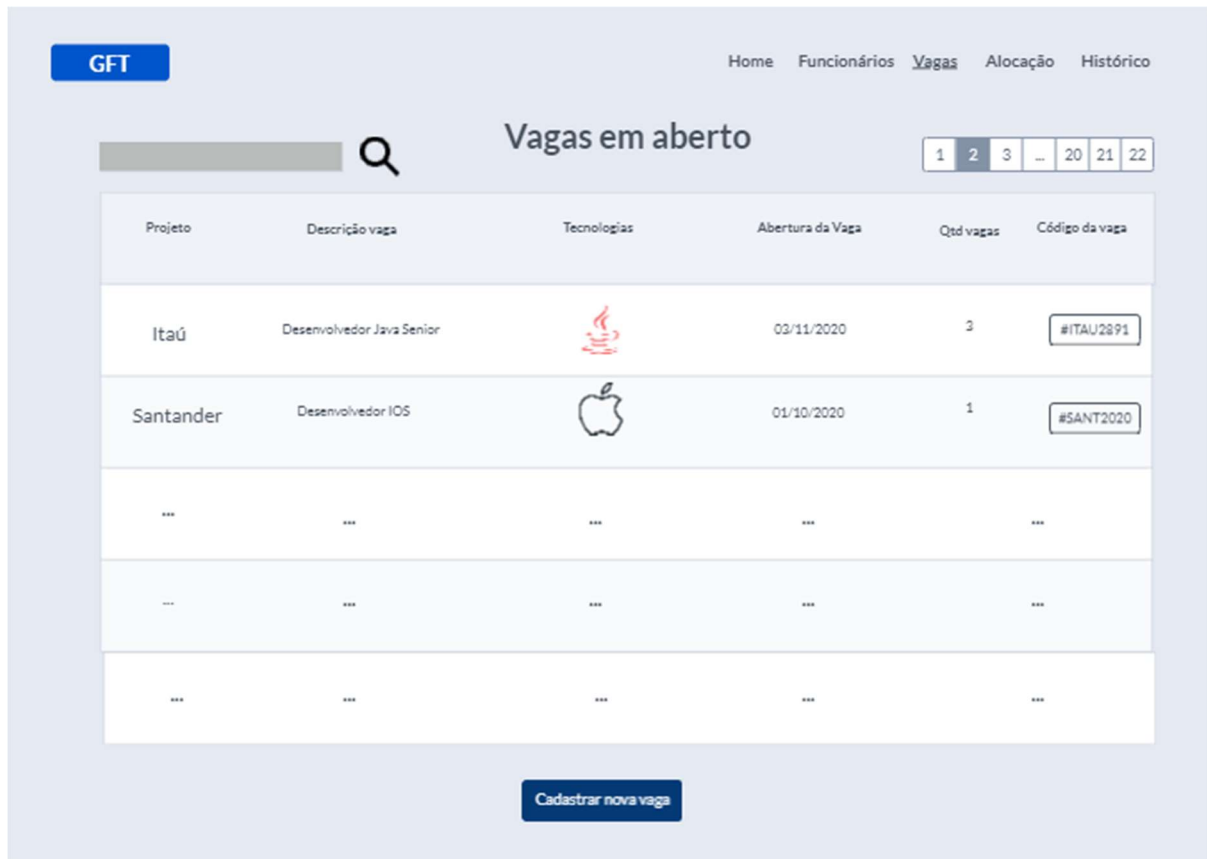 GFT
Home Funcionários Vagas Alocação Histórico
Vagas em aberto
1 2 3 ... 20 21 22
Projeto Descrição vaga Tecnologias Abertura da Vaga Qtd vagas Código da vaga
Itaú Desenvolvedor Java Senior 03/11/2020 3 #ITAU2891
Santander Desenvolvedor IOS 01/10/2020 1 #SANT2020
... ... ... ... ...
... ... ... ... ...
... ... ... ... ...
Cadastrar nova vaga